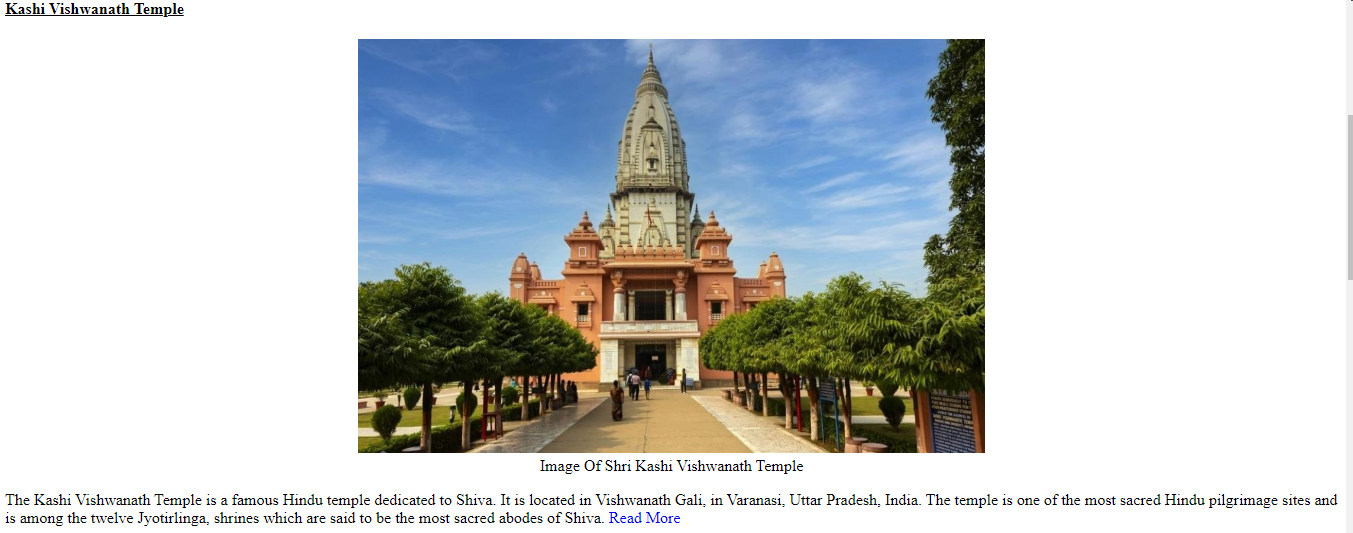 Kashi Vishwanath Temple
Image Of Shri Kashi Vishwanath Temple
The Kashi Vishwanath Temple is a famous Hindu temple dedicated to Shiva. It is located in Vishwanath Gali, in Varanasi, Uttar Pradesh, India. The temple is one of the most sacred Hindu pilgrimage sites and
is among the twelve Jyotirlinga, shrines which are said to be the most sacred abodes of Shiva. Read More